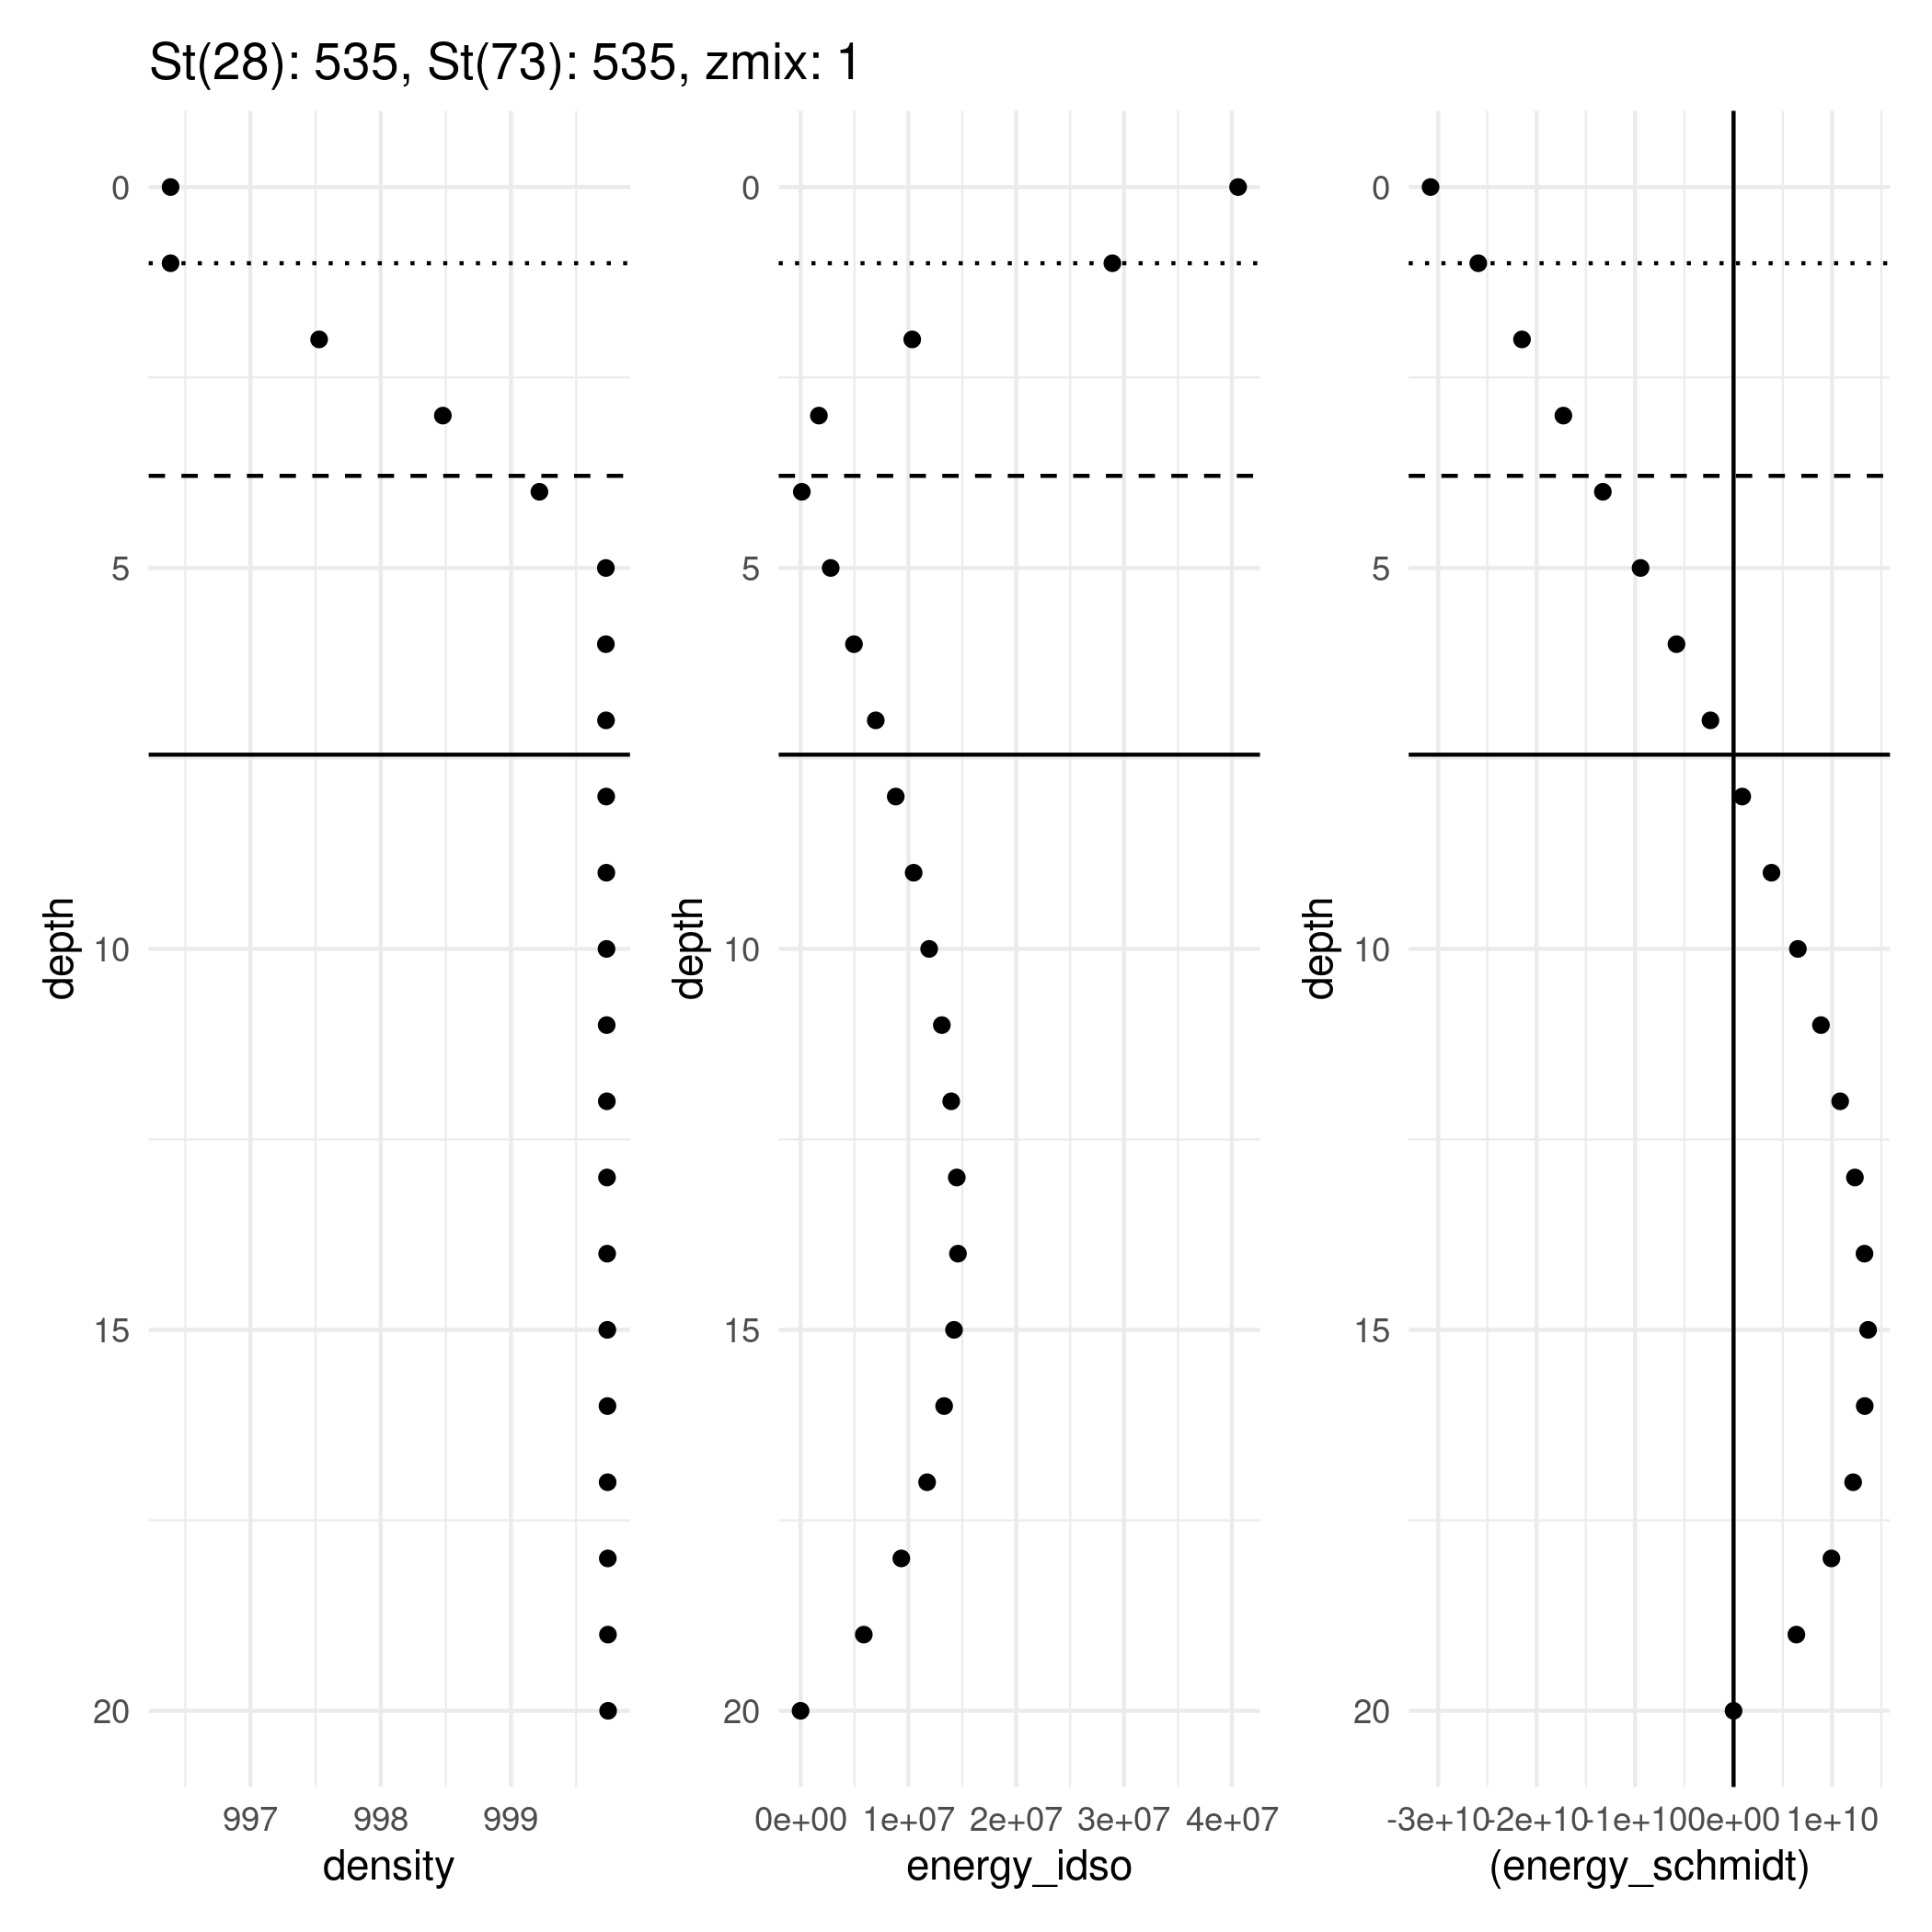 St(28): 535, St(73): 535, zmix: 1
0
5
10
15
20
depth
997 998 999
density
0
5
10
15
20
depth
0e+00 1e+07 2e+07 3e+07 4e+07
energy_idso
0
5
10
15
20
depth
-3e+10 -2e+10 -1e+10 0e+00 1e+10
(energy_schmidt)